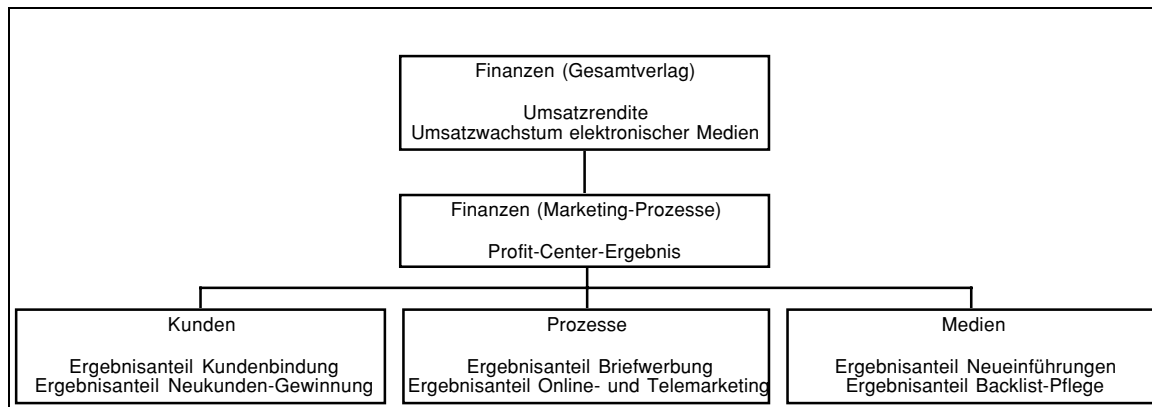 Finanzen (Gesamtverlag)
Umsatzrendite
Umsatzwachstum elektronischer Medien
Finanzen (Marketing-Prozesse)
Profit-Center-Ergebnis
Kunden
Ergebnisanteil Kundenbindung
Ergebnisanteil Neukunden-Gewinnung
Prozesse
Ergebnisanteil Briefwerbung
Ergebnisanteil Online- und Telemarketing
Medien
Ergebnisanteil Neueinführungen
Ergebnisanteil Backlist-Pflege